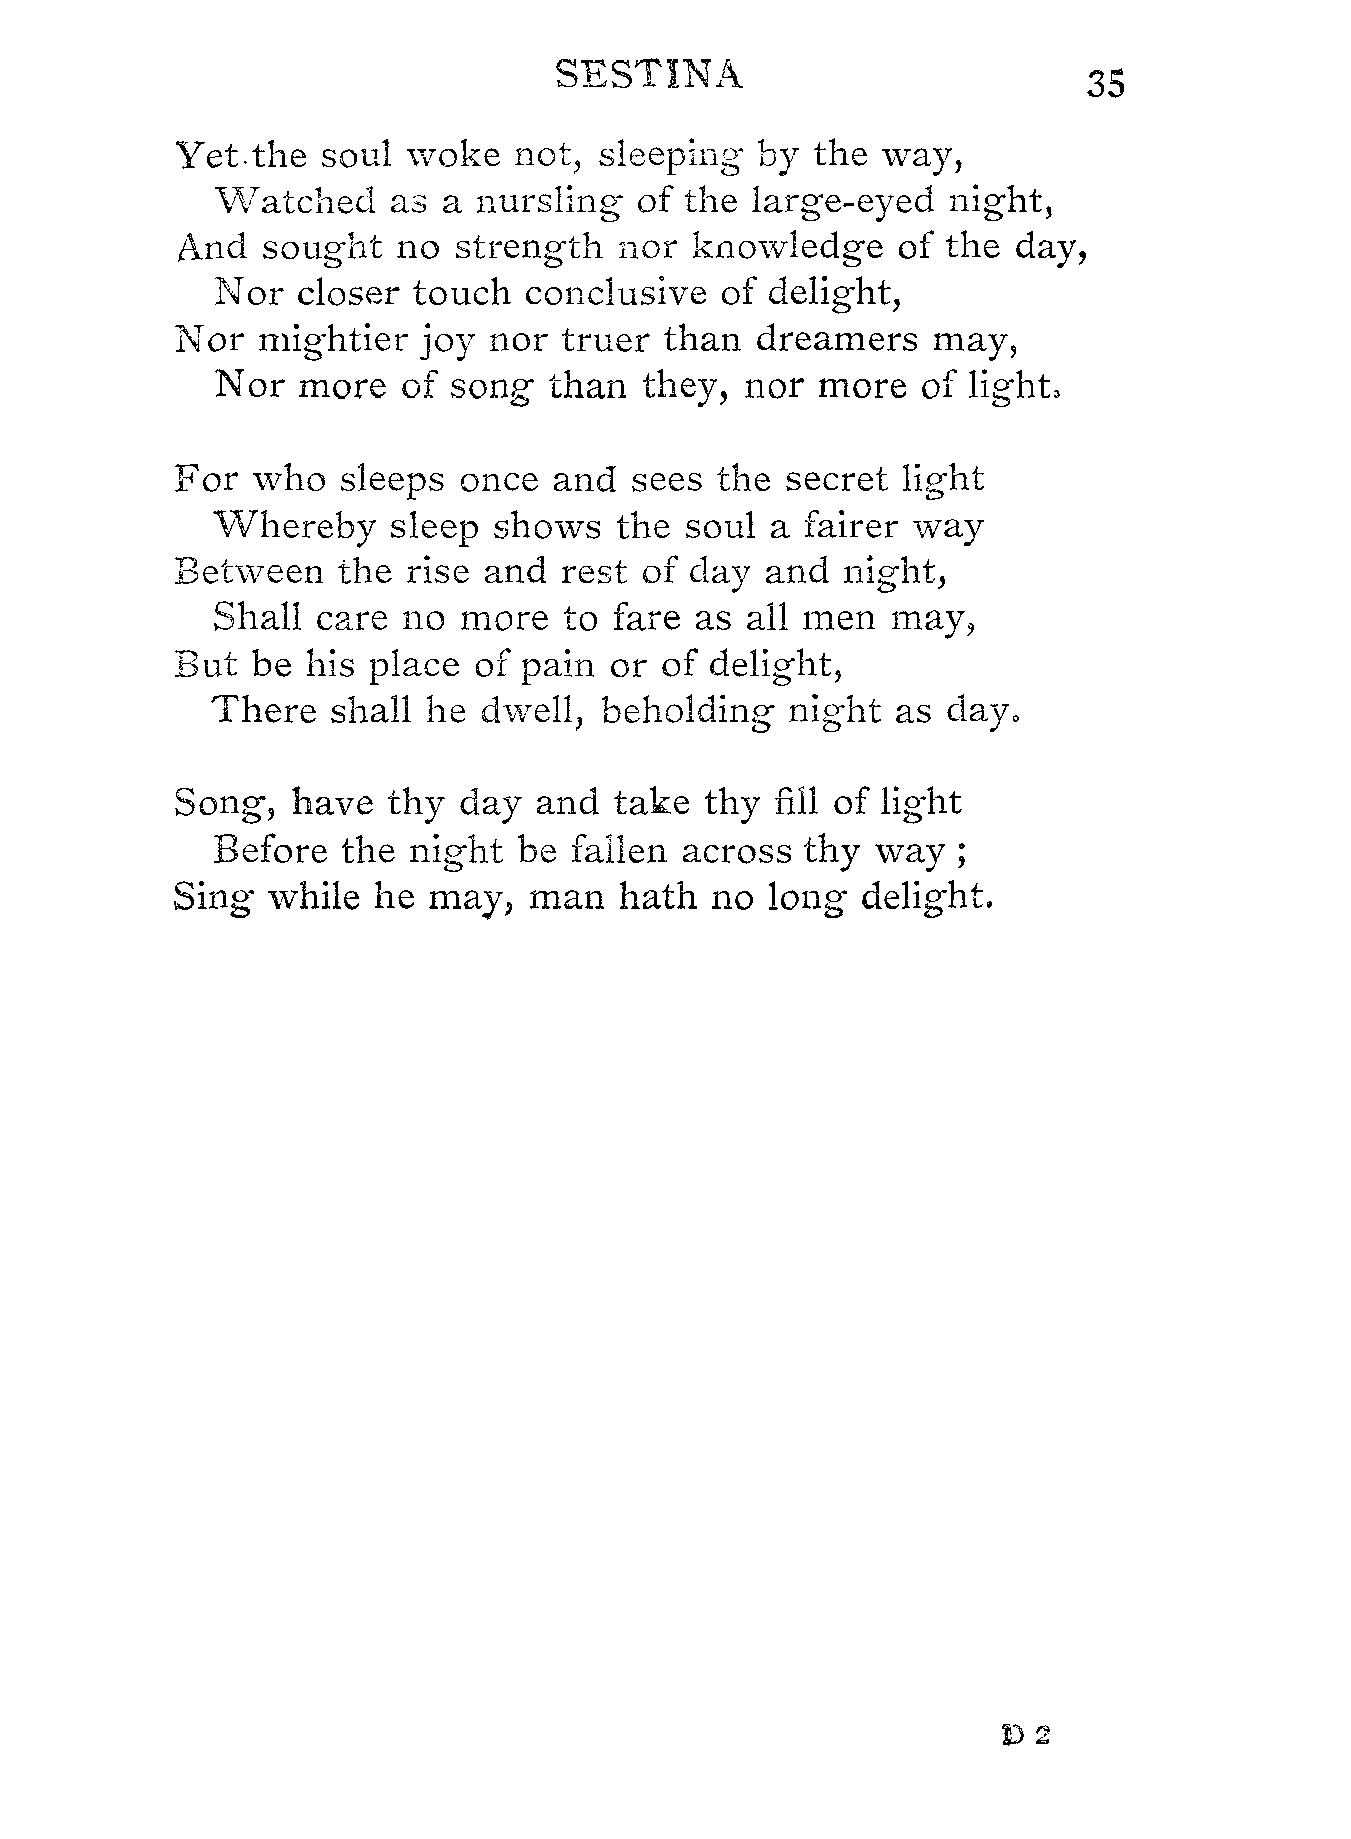 SESTINA 35
Yet the soul woke not, sleeping by the way,
Watched as a nursling of the large-eyed night,
And sought no strength nor knowledge of the day,
Nor closer touch conclusive of delight,
Nor mightier joy nor truer than dreamers may,
Nor more of song than they, nor more of light.
For who sleeps once and sees the secret light
Whereby sleep shows the soul a fairer way
Between the rise and rest of day and night,
Shall care no more to fare as all men may,
But be his place of pain or of delight,
There shall he dwell, beholding night as day.
Song, have thy day and take thy fill of light
Before the night be fallen across thy way ;
Sing while he may, man hath no long delight.
D 2